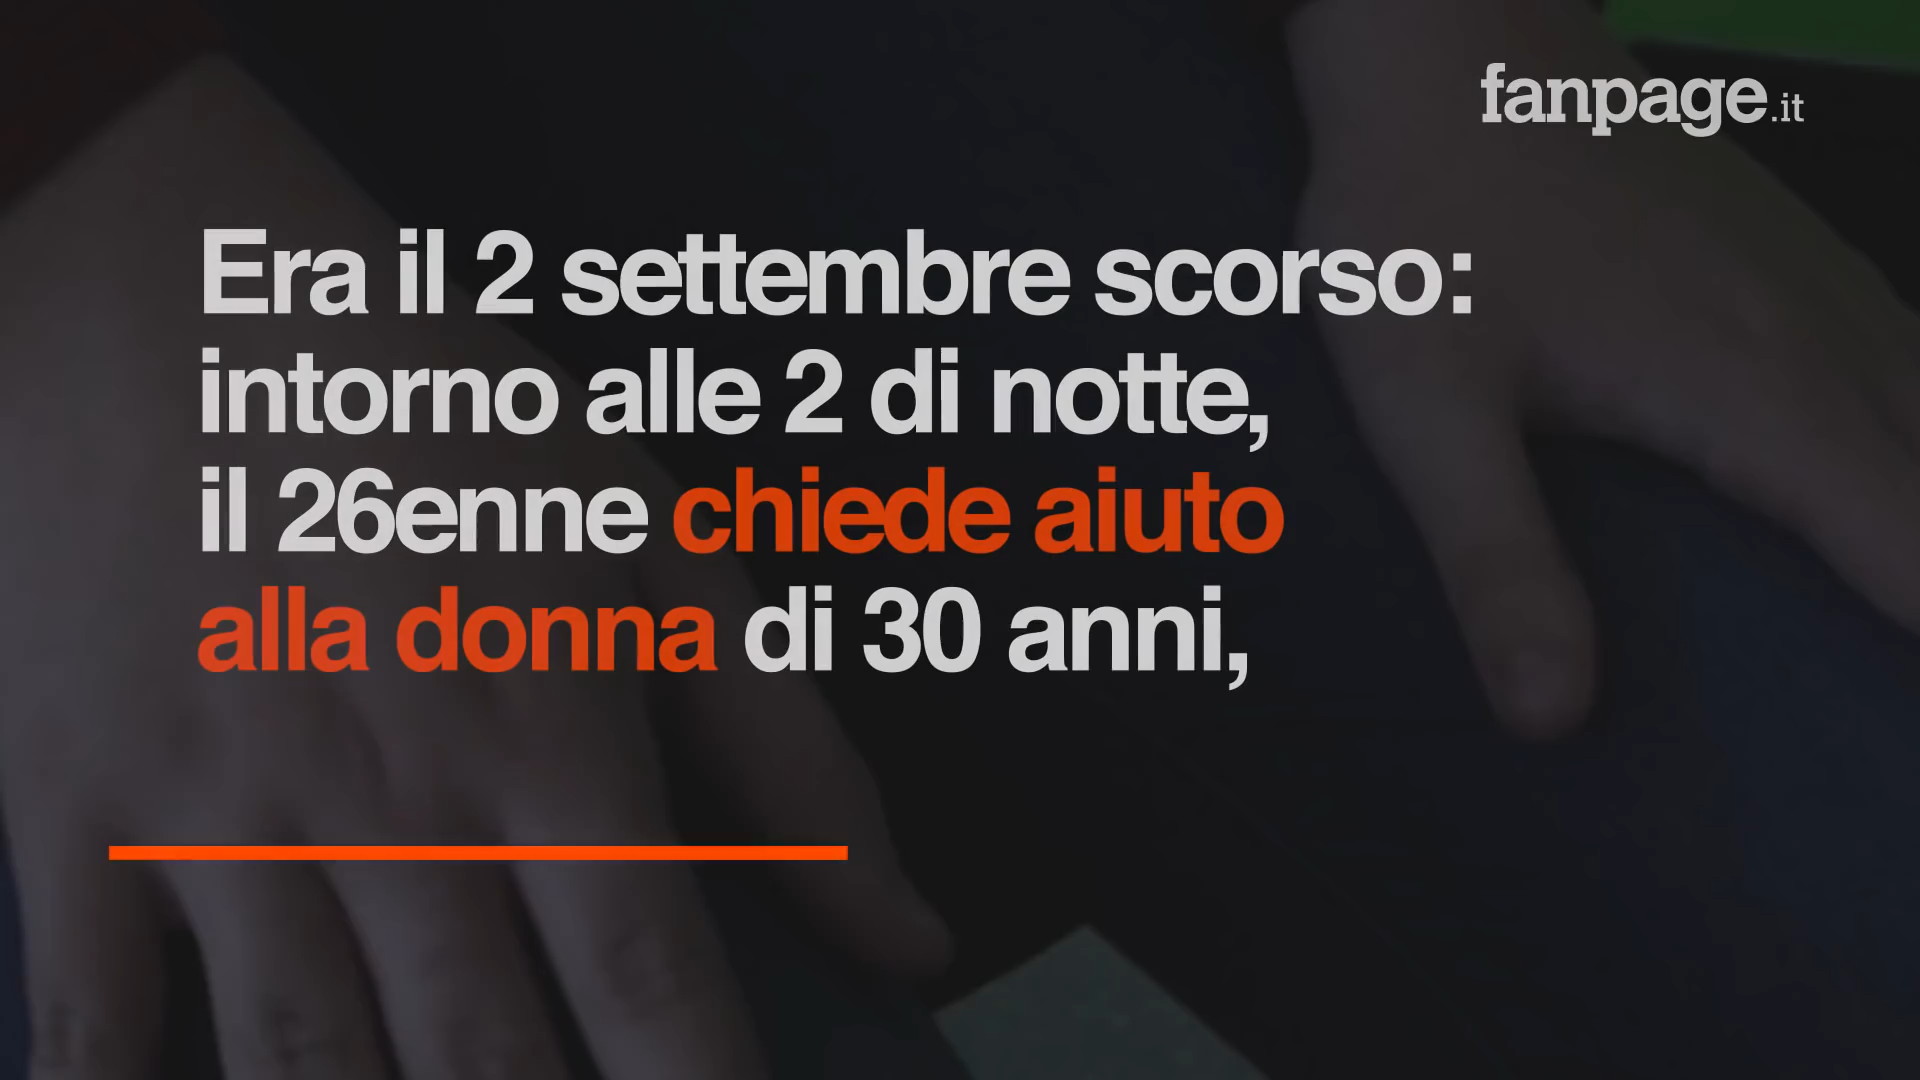 fanpage.it
Era il 2 settembre scorso:
intorno alle 2 di notte,
il 26enne chiede aiuto
alla donna di 30 anni,